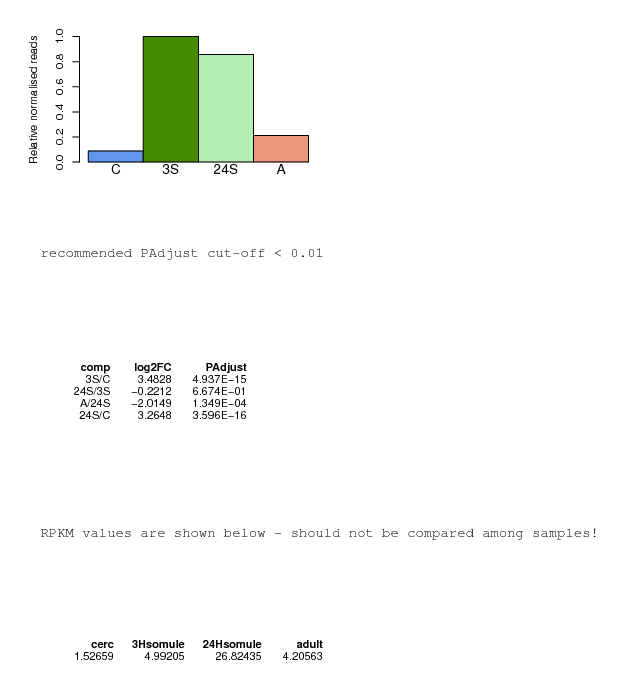 Relative normalised reads
1.0
0.8
0.6
0.4
0.2
0.0
C 3S 24S A
recommended PAdjust cut-off < 0.01
comp log2FC PAdjust
3S/C 3.4828 4.937E-15
24S/3S -0.2212 6.674E-01
A/24S -2.0149 1.349E-04
24S/C 3.2648 3.596E-16
RPKM values are shown below - should not be compared among samples!
cerc 3Hsomule 24Hsomule adult
1.52659 4.99205 26.82435 4.20563